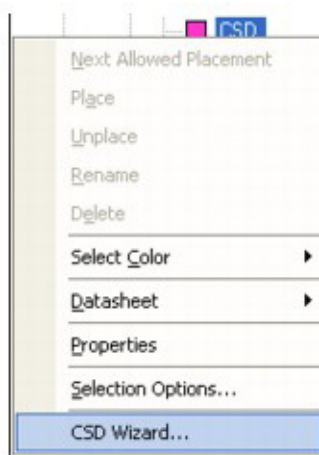 CSD
Next Allowed Placement
Place
Unplace
Rename
Delete
Select Color
Datasheet
Properties
Selection Options...
CSD Wizard...